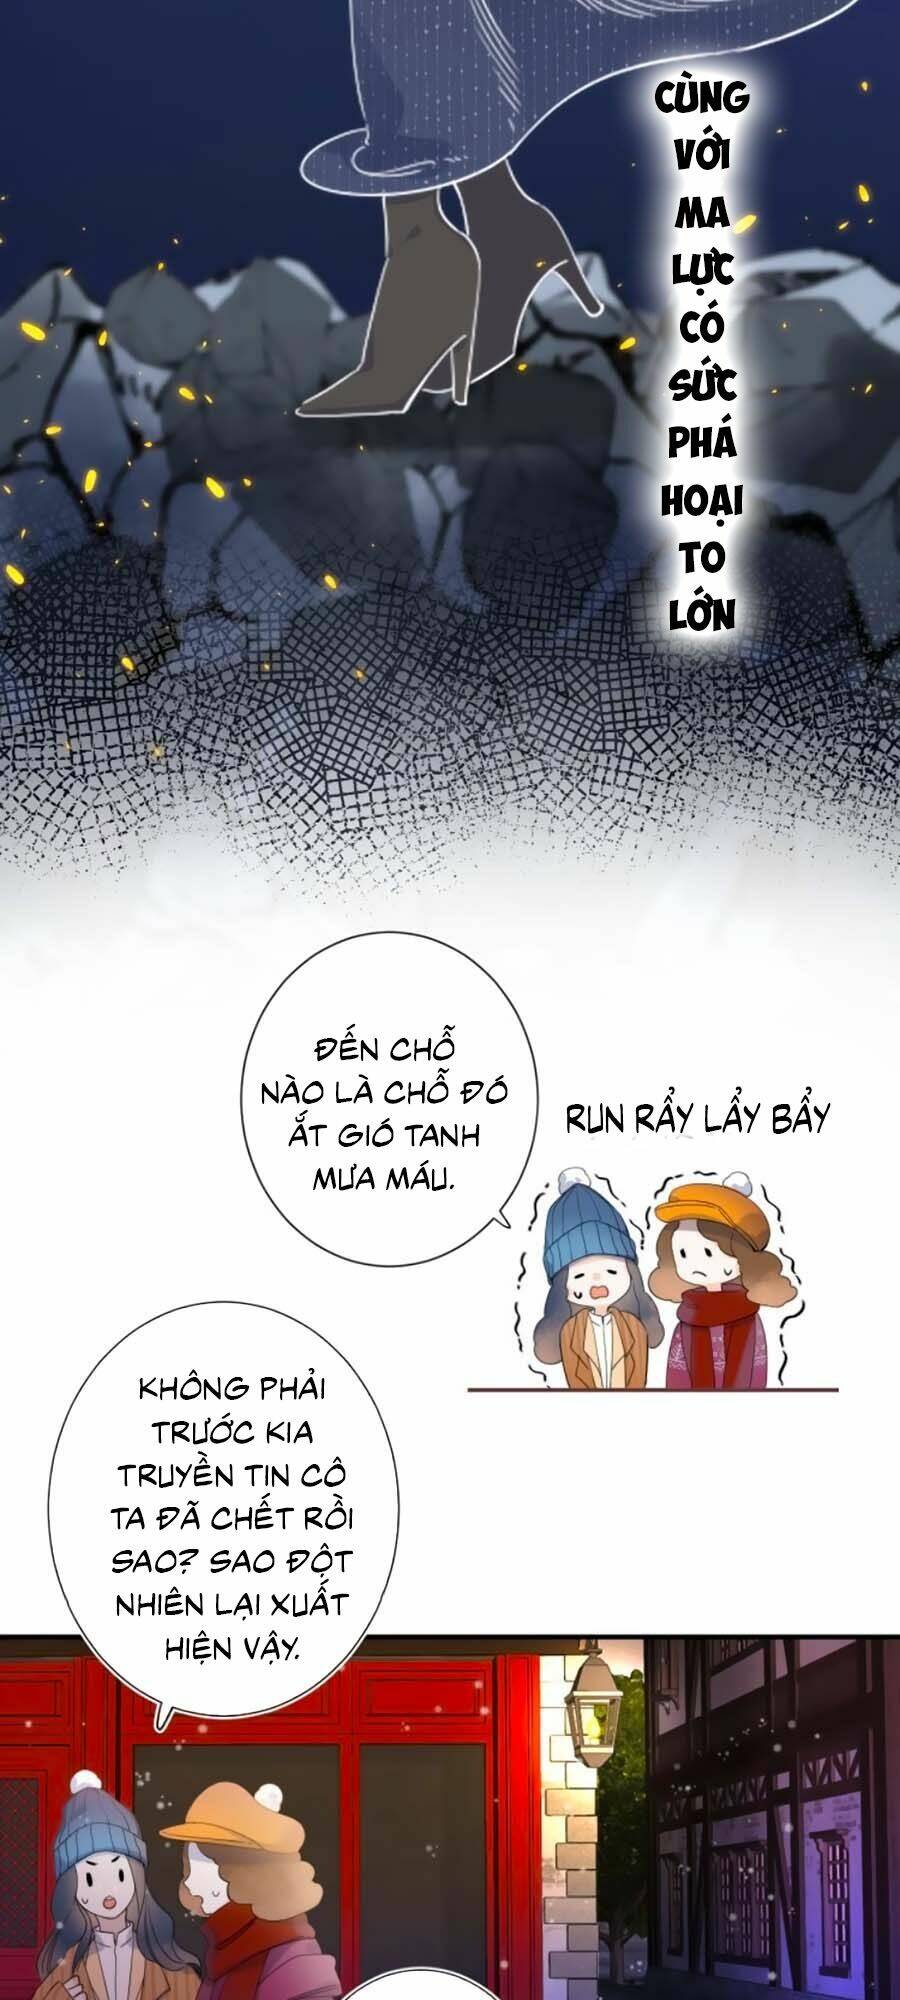 CÙNG
VỚI
MA
LỰC
CÓ
SỨC
PHÁ
HOẠI
TO
LỚN
ĐẾN CHỖ
NÀO LÀ CHỖ ĐÓ
ẮT GIÓ TANH
MƯA MÁU.
RUN RẨY LẨY BẨY
KHÔNG PHẢI
TRƯỚC KIA
TRUYỀN TIN CÔ
TA ĐÃ CHẾT RỒI
SAO? SAO ĐỘT
NHIÊN LẠI XUẤT
HIỆN VẬY.